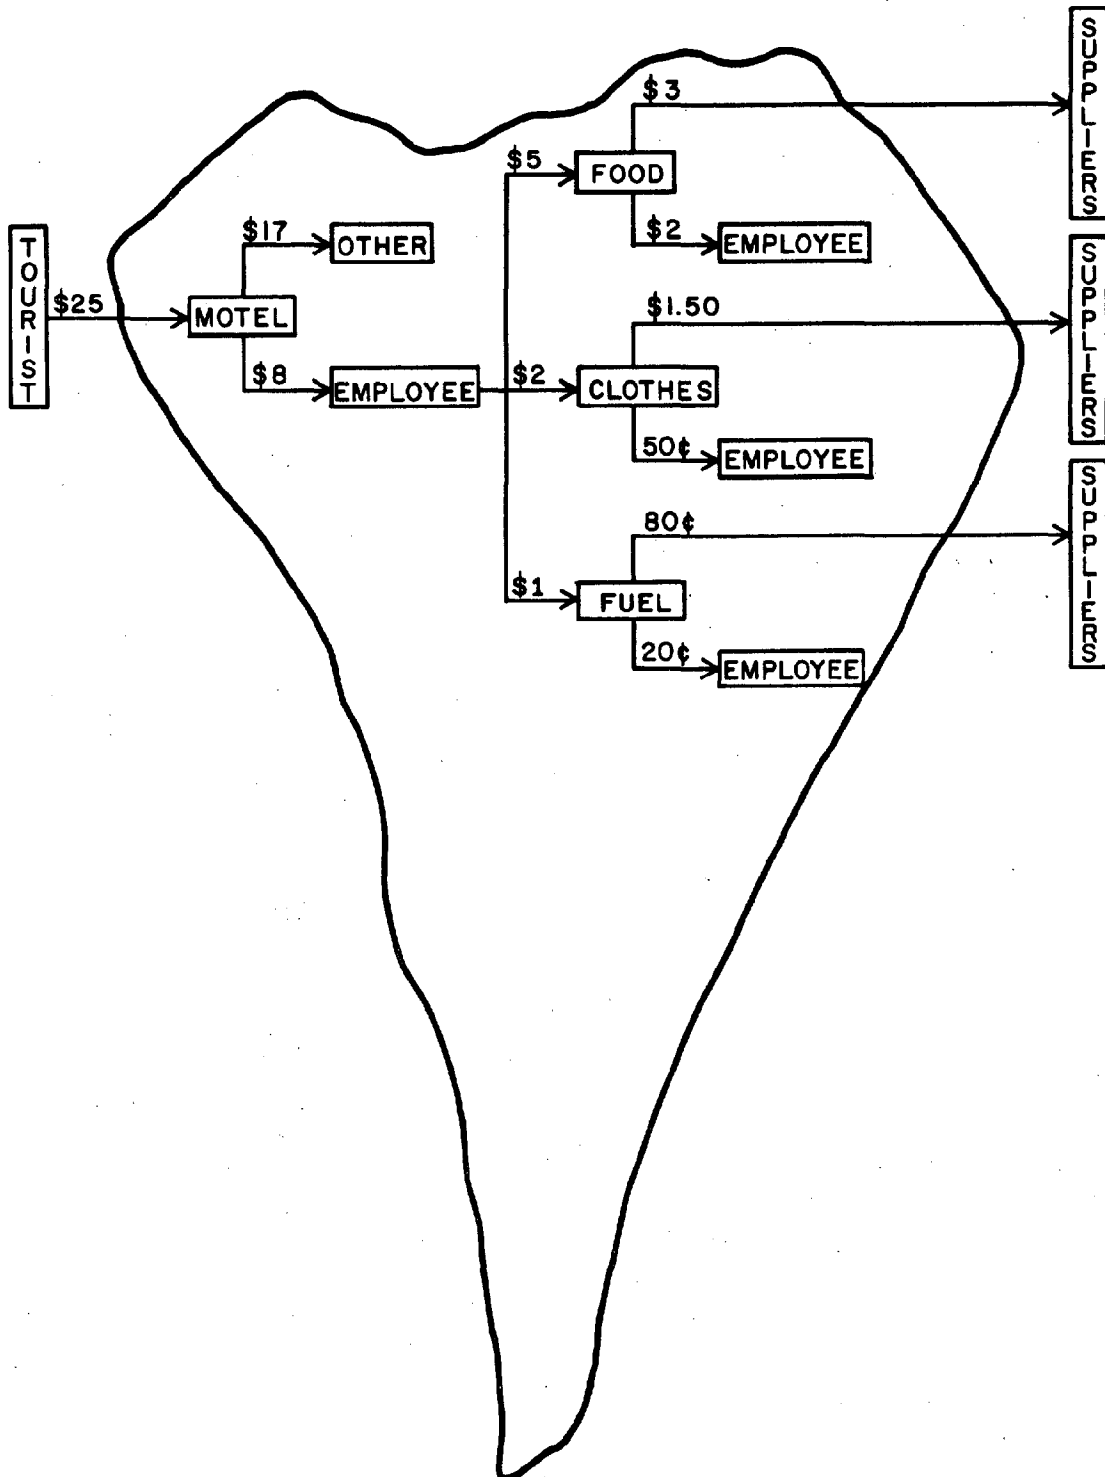 TOURIST
$25
MOTEL
$17
OTHER
$8
EMPLOYEE
$5
FOOD
$3
SUPPLIERS
$2
EMPLOYEE
$2
CLOTHES
$1.50
SUPPLIERS
50¢
EMPLOYEE
$1
FUEL
80¢
SUPPLIERS
20¢
EMPLOYEE